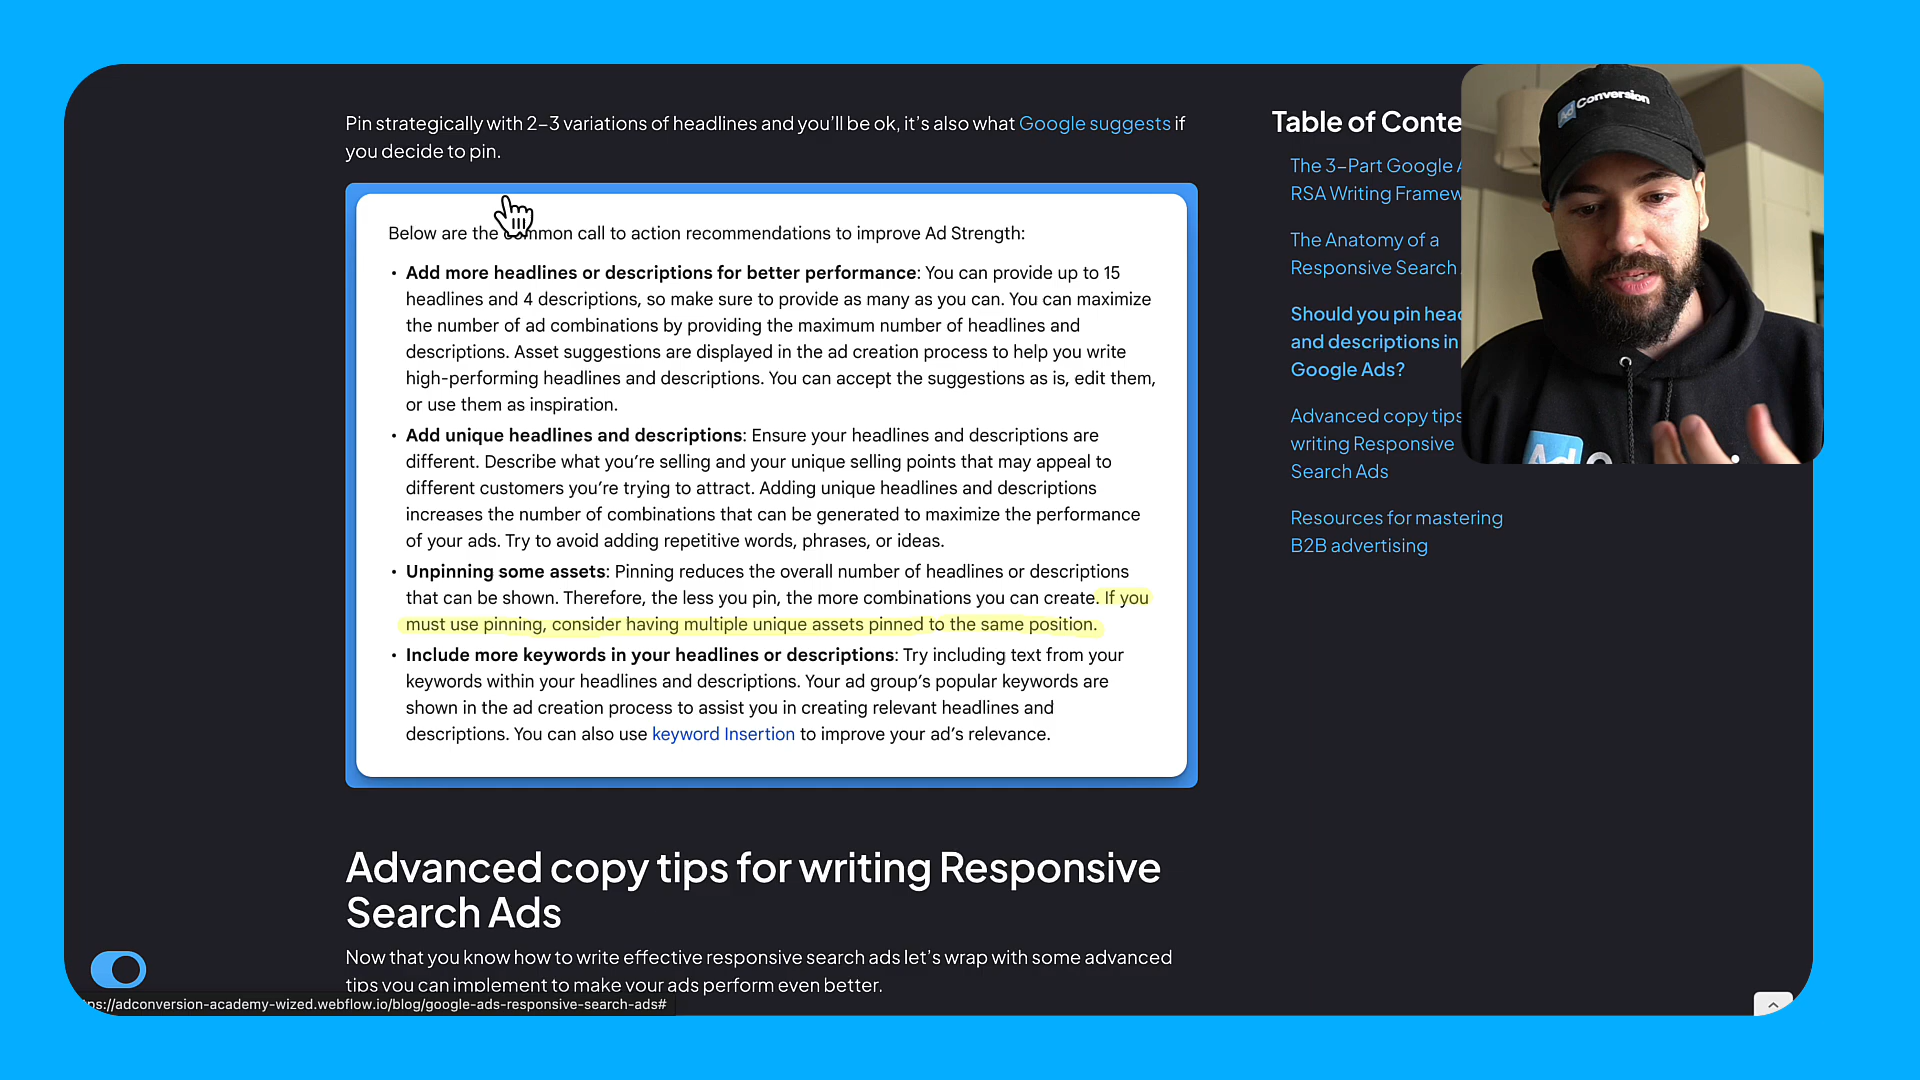 Pin strategically with 2–3 variations of headlines and you'll be ok, it's also what Google suggests if
you decide to pin.
Below are the common call to action recommendations to improve Ad Strength:
• Add more headlines or descriptions for better performance: You can provide up to 15
headlines and 4 descriptions, so make sure to provide as many as you can. You can maximize
the number of ad combinations by providing the maximum number of headlines and
descriptions. Asset suggestions are displayed in the ad creation process to help you write
high-performing headlines and descriptions. You can accept the suggestions as is, edit them,
or use them as inspiration.
• Add unique headlines and descriptions: Ensure your headlines and descriptions are
different. Describe what you're selling and your unique selling points that may appeal to
different customers you're trying to attract. Adding unique headlines and descriptions
increases the number of combinations that can be generated to maximize the performance
of your ads. Try to avoid adding repetitive words, phrases, or ideas.
• Unpinning some assets: Pinning reduces the overall number of headlines or descriptions
that can be shown. Therefore, the less you pin, the more combinations you can create. If you
must use pinning, consider having multiple unique assets pinned to the same position.
• Include more keywords in your headlines or descriptions: Try including text from your
keywords within your headlines and descriptions. Your ad group's popular keywords are
shown in the ad creation process to assist you in creating relevant headlines and
descriptions. You can also use keyword Insertion to improve your ad's relevance.
Advanced copy tips for writing Responsive
Search Ads
Now that you know how to write effective responsive search ads let's wrap with some advanced
tips you can implement to make your ads perform even better.
ps://adconversion-academy-wized.webflow.io/blog/google-ads-responsive-search-ads#
Table of Conte
The 3–Part Google A
RSA Writing Framew
The Anatomy of a
Responsive Search
Should you pin head
and descriptions in
Google Ads?
Advanced copy tips
writing Responsive
Search Ads
Resources for mastering
B2B advertising
Ad Conversion
Ad